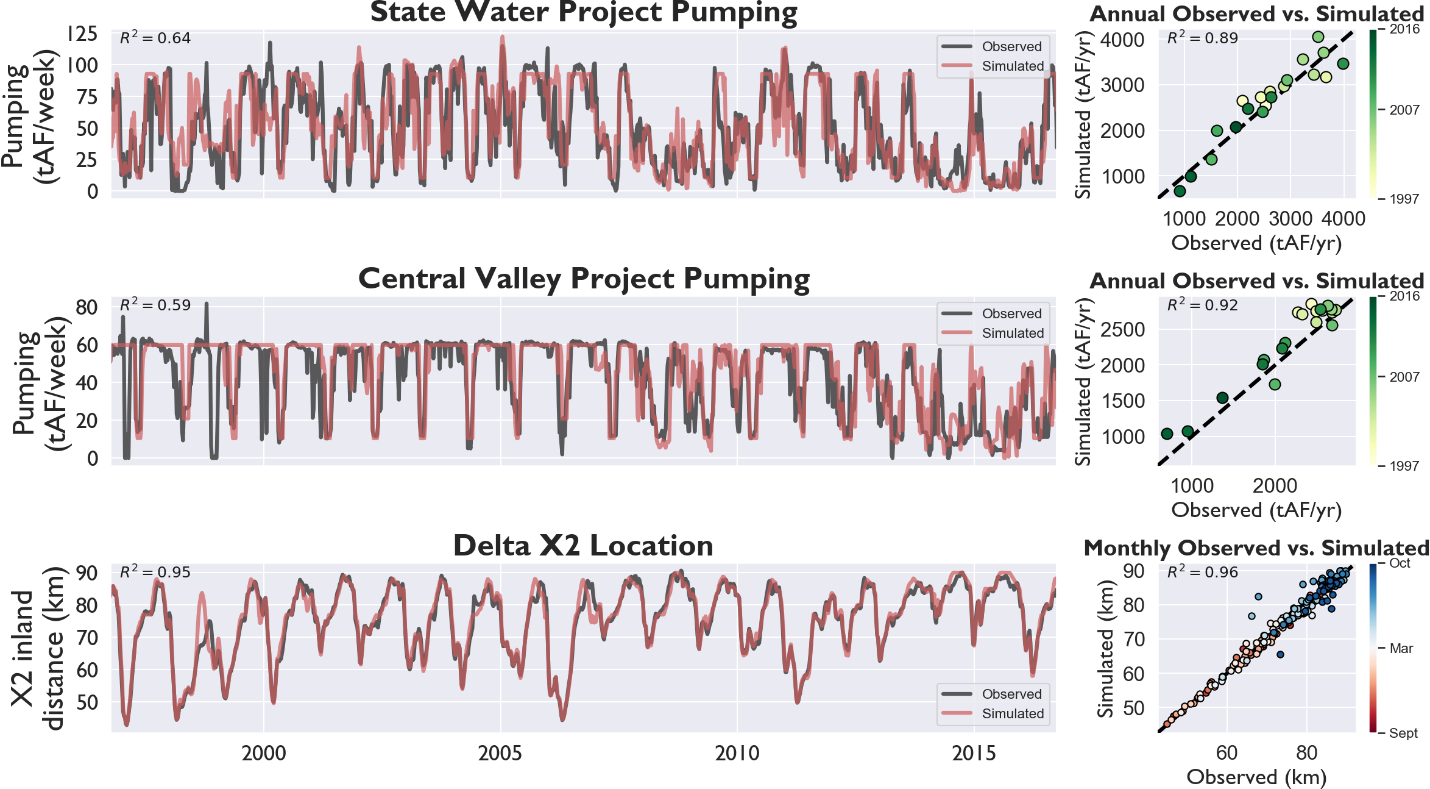 State Water Project Pumping
Pumping
(tAF/week)
125
100
75
50
25
0
R² = 0.64
Observed
Simulated
Annual Observed vs. Simulated
Simulated (tAF/yr)
4000
3000
2000
1000
R² = 0.89
1000 2000 3000 4000
Observed (tAF/yr)
2016
2007
1997
Central Valley Project Pumping
Pumping
(tAF/week)
80
60
40
20
0
R² = 0.59
Observed
Simulated
Annual Observed vs. Simulated
Simulated (tAF/yr)
2500
2000
1500
1000
R² = 0.92
1000 2000
Observed (tAF/yr)
2016
2007
1997
Delta X2 Location
X2 inland
distance (km)
90
80
70
60
50
R² = 0.95
Observed
Simulated
2000 2005 2010 2015
Monthly Observed vs. Simulated
Simulated (km)
90
80
70
60
50
R² = 0.96
60 80
Observed (km)
Oct
Mar
Sept